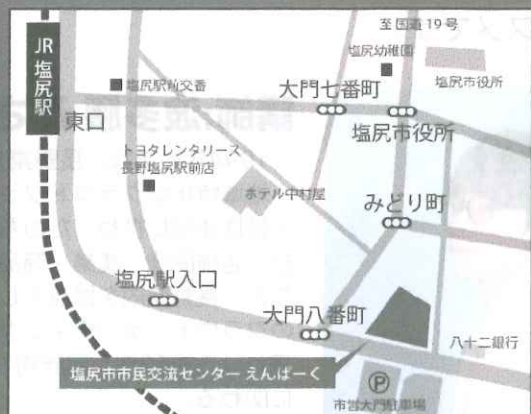 至国道19号
JR塩尻駅
塩尻幼稚園
塩尻駅前交番
大門七番町
塩尻市役所
東口
塩尻市役所
トヨタレンタリース
長野塩尻駅前店
ホテル中村屋
みどり町
塩尻駅入口
大門八番町
八十二銀行
塩尻市市民交流センター えんぱーく
P
市営大門駐車場